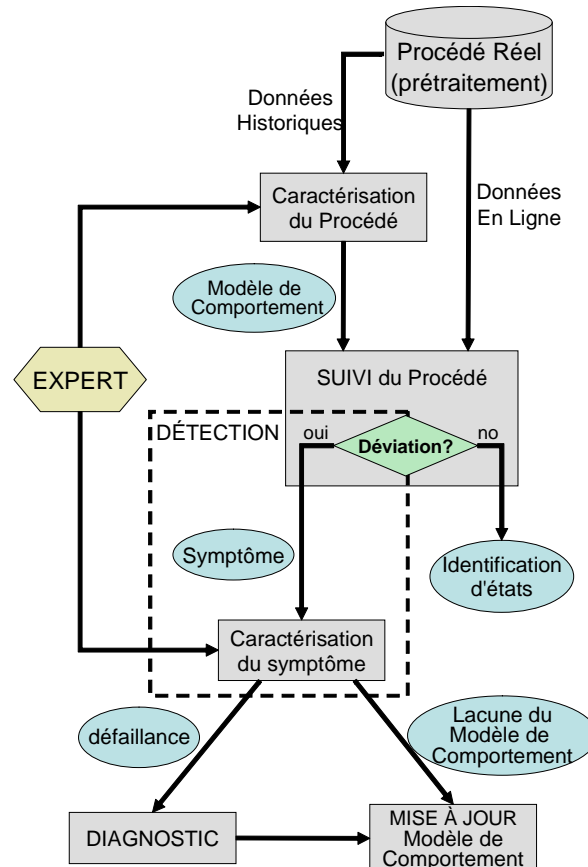 Procédé Réel
(prétraitement)
Données
Historiques
Caractérisation
du Procédé
Données
En Ligne
Modèle de
Comportement
EXPERT
SUIVI du Procédé
DÉTECTION
oui
Déviation?
no
Symptôme
Identification
d'états
Caractérisation
du symptôme
défaillance
Lacune du
Modèle de
Comportement
DIAGNOSTIC
MISE À JOUR
Modèle de
Comportement